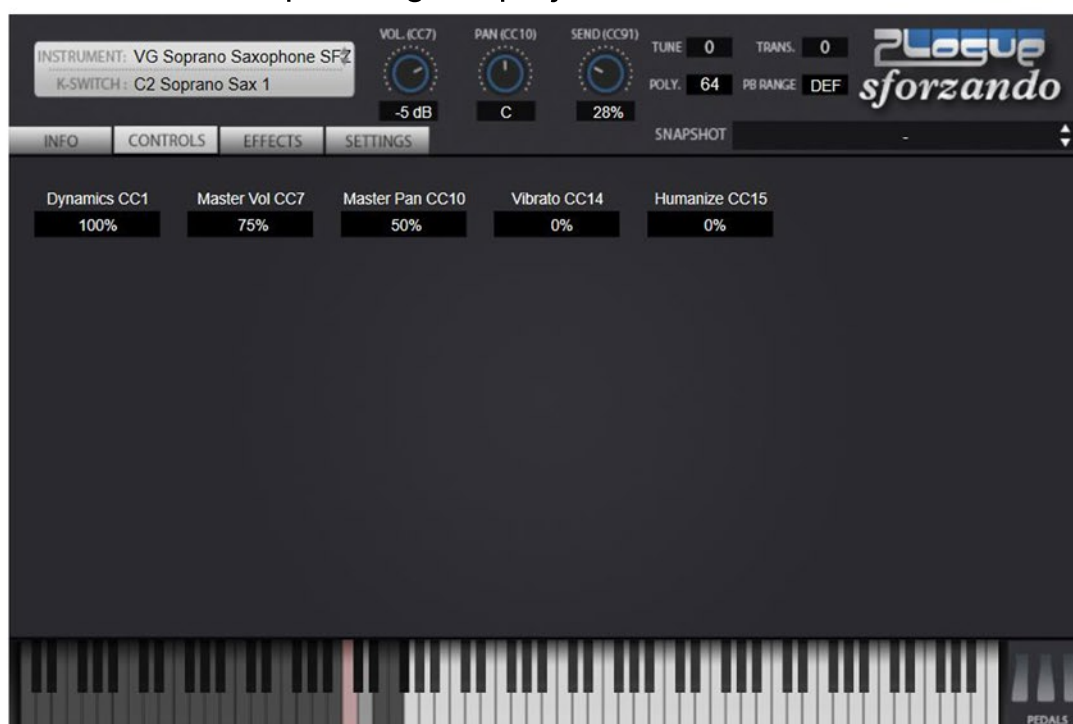 VOL. (CC7) PAN (CC10) SEND (CC91)
INSTRUMENT: VG Soprano Saxophone SFZ
K-SWITCH : C2 Soprano Sax 1
-5 dB C 28%
TUNE 0 TRANS. 0
POLY. 64 PB RANGE DEF
Plogue
sforzando
INFO CONTROLS EFFECTS SETTINGS SNAPSHOT -
Dynamics CC1 Master Vol CC7 Master Pan CC10 Vibrato CC14 Humanize CC15
100% 75% 50% 0% 0%
PEDALS